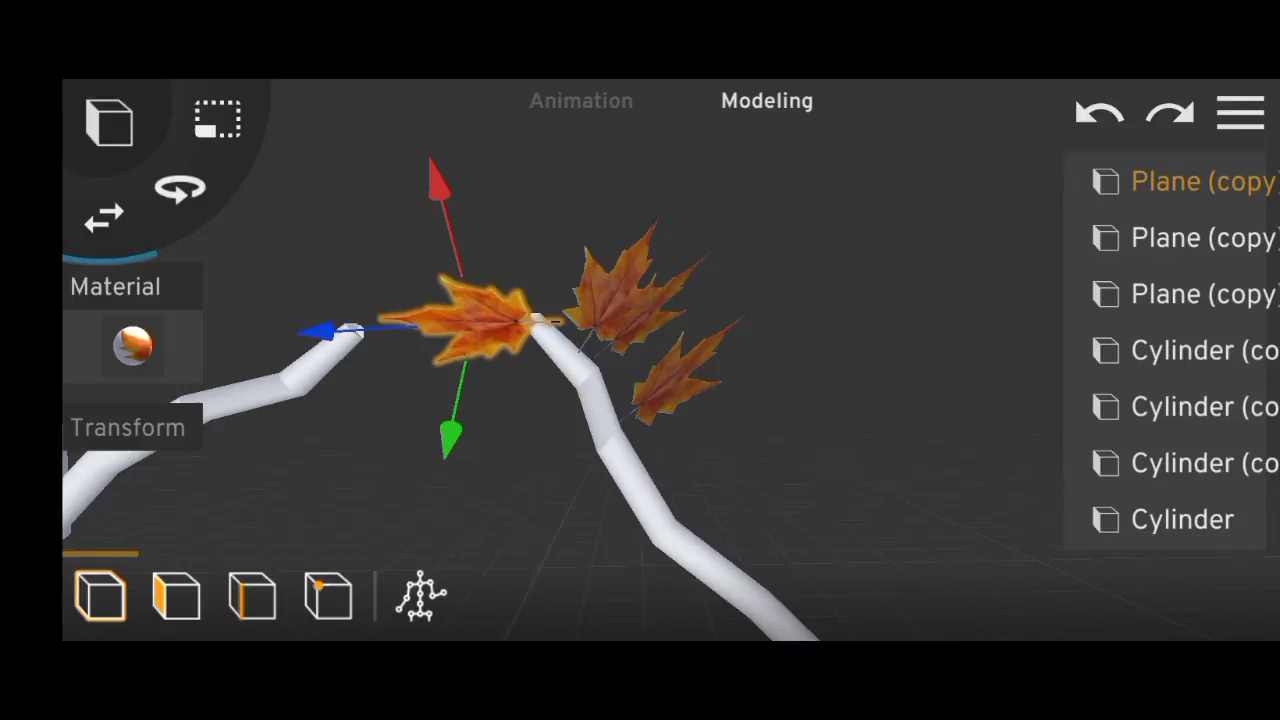 Animation
Modeling
Material
Transform
Plane (copy)
Plane (copy)
Plane (copy)
Cylinder (co
Cylinder (co
Cylinder (co
Cylinder